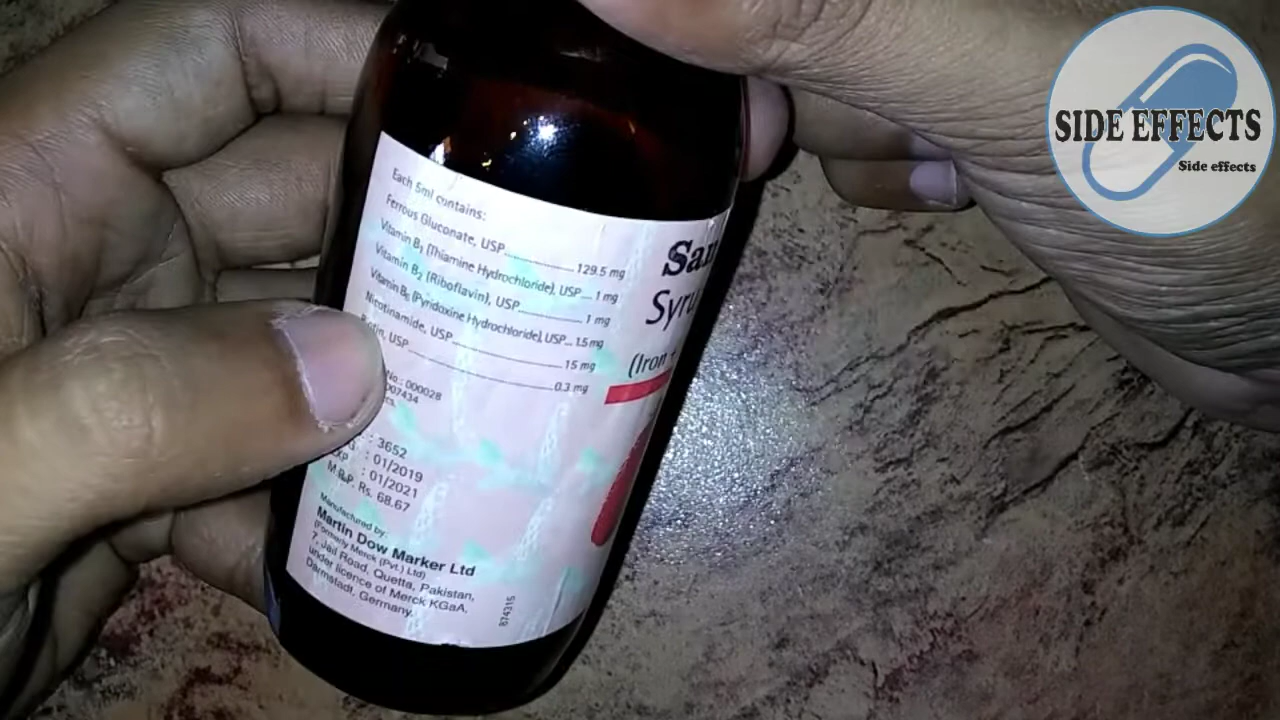 SIDE EFFECTS
Side effects
Each 5ml contains:
Ferrous Gluconate, USP..............129.5 mg
Vitamin B1 (Thiamine Hydrochloride), USP.... 1 mg
Vitamin B2 (Riboflavin), USP.................. 1 mg
Vitamin B6 (Pyridoxine Hydrochloride), USP... 1.5 mg
Nicotinamide, USP........................15 mg
USP ..............................0.3 mg
No.: 000028
007434
: 3652
: 01/2019
EXP : 01/2021
M.R.P. Rs. 68.67
Manufactured by:
Martin Dow Marker Ltd
(Formerly Merck (Pvt.) Ltd)
7, Jail Road, Quetta, Pakistan,
under licence of Merck KGaA,
Darmstadt, Germany.
874315
(Iron